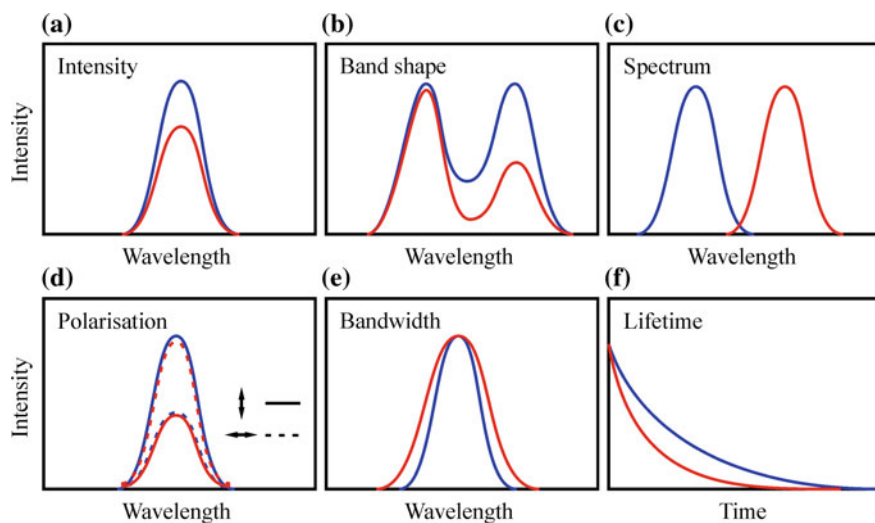 (a)
(b)
(c)
Intensity
Band shape
Spectrum
Intensity
Wavelength
Wavelength
Wavelength
(d)
(e)
(f)
Polarisation
Bandwidth
Lifetime
Intensity
Wavelength
Wavelength
Time